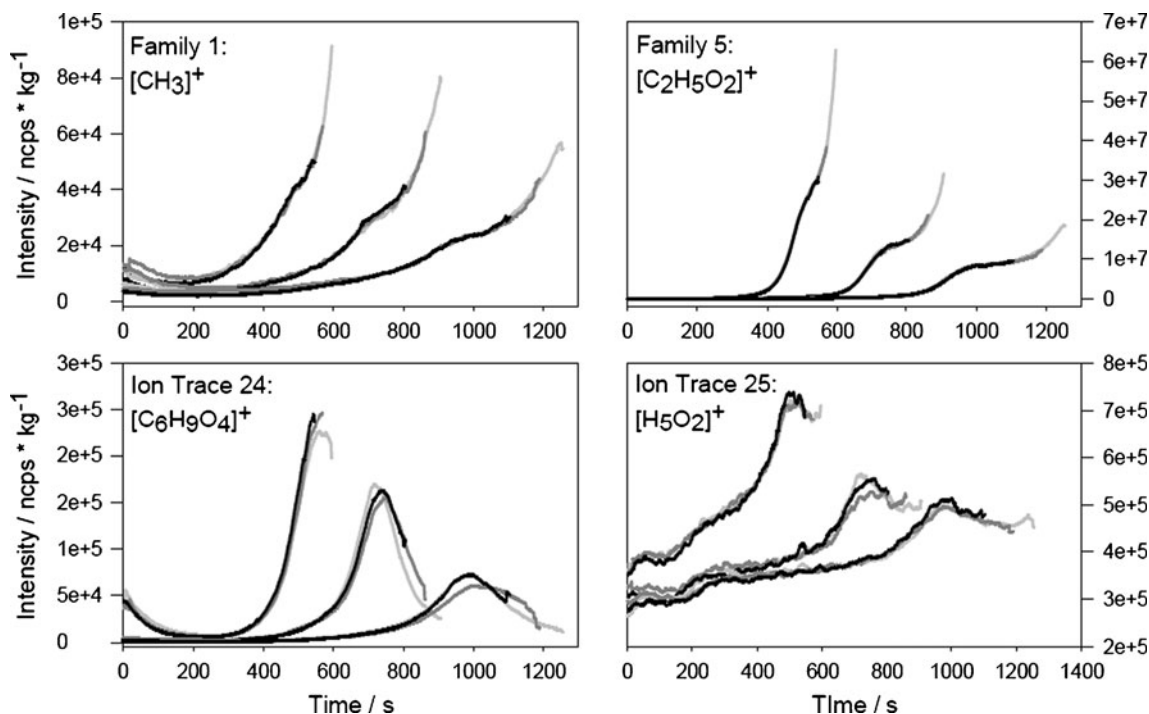 1e+5
8e+4
6e+4
4e+4
2e+4
0
Intensity / ncps * kg-1
Family 1:
[CH3]+
0 200 400 600 800 1000 1200
Family 5:
[C2H5O2]+
7e+7
6e+7
5e+7
4e+7
3e+7
2e+7
1e+7
0
0 200 400 600 800 1000 1200
3e+5
3e+5
2e+5
2e+5
1e+5
5e+4
0
Intensity / ncps * kg-1
Ion Trace 24:
[C6H9O4]+
0 200 400 600 800 1000 1200
Time / s
Ion Trace 25:
[H5O2]+
8e+5
7e+5
6e+5
5e+5
4e+5
3e+5
2e+5
0 200 400 600 800 1000 1200 1400
TIme / s